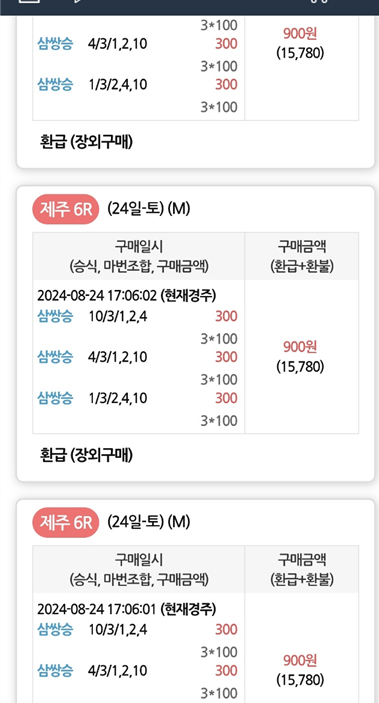 3*100
삼쌍승 4/3/1,2,10 300
900원
(15,780)
3*100
삼쌍승 1/3/2,4,10 300
3*100
환급 (장외구매)
제주 6R (24일-토) (M)
구매일시 구매금액
(승식, 마번조합, 구매금액) (환급+환불)
2024-08-24 17:06:02 (현재경주)
삼쌍승 10/3/1,2,4 300
3*100
900원
삼쌍승 4/3/1,2,10 300
(15,780)
3*100
삼쌍승 1/3/2,4,10 300
3*100
환급 (장외구매)
제주 6R (24일-토) (M)
구매일시 구매금액
(승식, 마번조합, 구매금액) (환급+환불)
2024-08-24 17:06:01 (현재경주)
삼쌍승 10/3/1,2,4 300
3*100
900원
삼쌍승 4/3/1,2,10 300
(15,780)
3*100